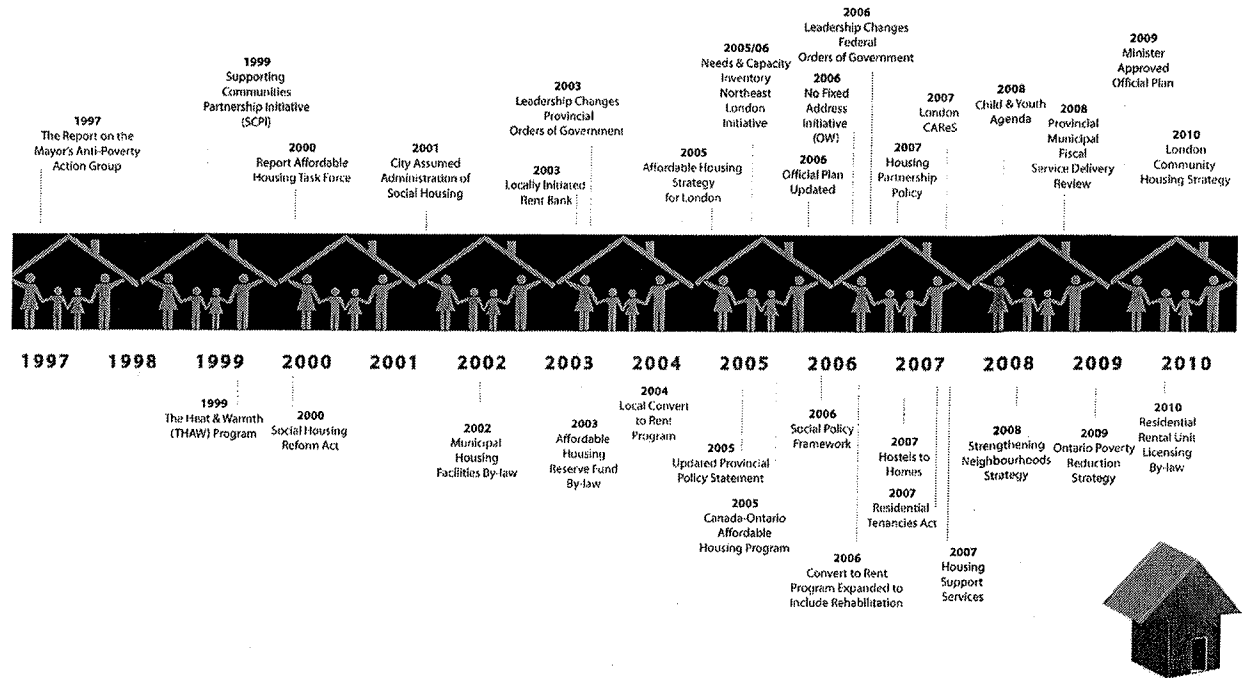 1997
The Report on the
Mayor's Anti-Poverty
Action Group
1999
Supporting
Communities
Partnership Initiative
(SCPI)
2000
Report Affordable
Housing Task Force
2001
City Assumed
Administration of
Social Housing
2003
Leadership Changes
Provincial
Orders of Government
2003
Locally Initiated
Rent Bank
2005
Affordable Housing
Strategy
for London
2005/06
Needs & Capacity
Inventory
Northeast
London
Initiative
2006
Leadership Changes
Federal
Orders of Government
2006
No Fixed
Address
Initiative
(OW)
2006
Official Plan
Updated
2007
London
CAReS
2007
Housing
Partnership
Policy
2008
Child & Youth
Agenda
2008
Provincial
Municipal
Fiscal
Service Delivery
Review
2009
Minister
Approved
Official Plan
2010
London
Community
Housing Strategy
1997 1998 1999 2000 2001 2002 2003 2004 2005 2006 2007 2008 2009 2010
1999
The Heat & Warmth
(THAW) Program
2000
Social Housing
Reform Act
2002
Municipal
Housing
Facilities By-law
2003
Affordable
Housing
Reserve Fund
By-law
2004
Local Convert
to Rent
Program
2005
Updated Provincial
Policy Statement
2005
Canada-Ontario
Affordable
Housing Program
2006
Social Policy
Framework
2006
Convert to Rent
Program Expanded to
Include Rehabilitation
2007
Hostels to
Homes
2007
Residential
Tenancies Act
2007
Housing
Support
Services
2008
Strengthening
Neighbourhoods
Strategy
2009
Ontario Poverty
Reduction
Strategy
2010
Residential
Rental Unit
Licensing
By-law